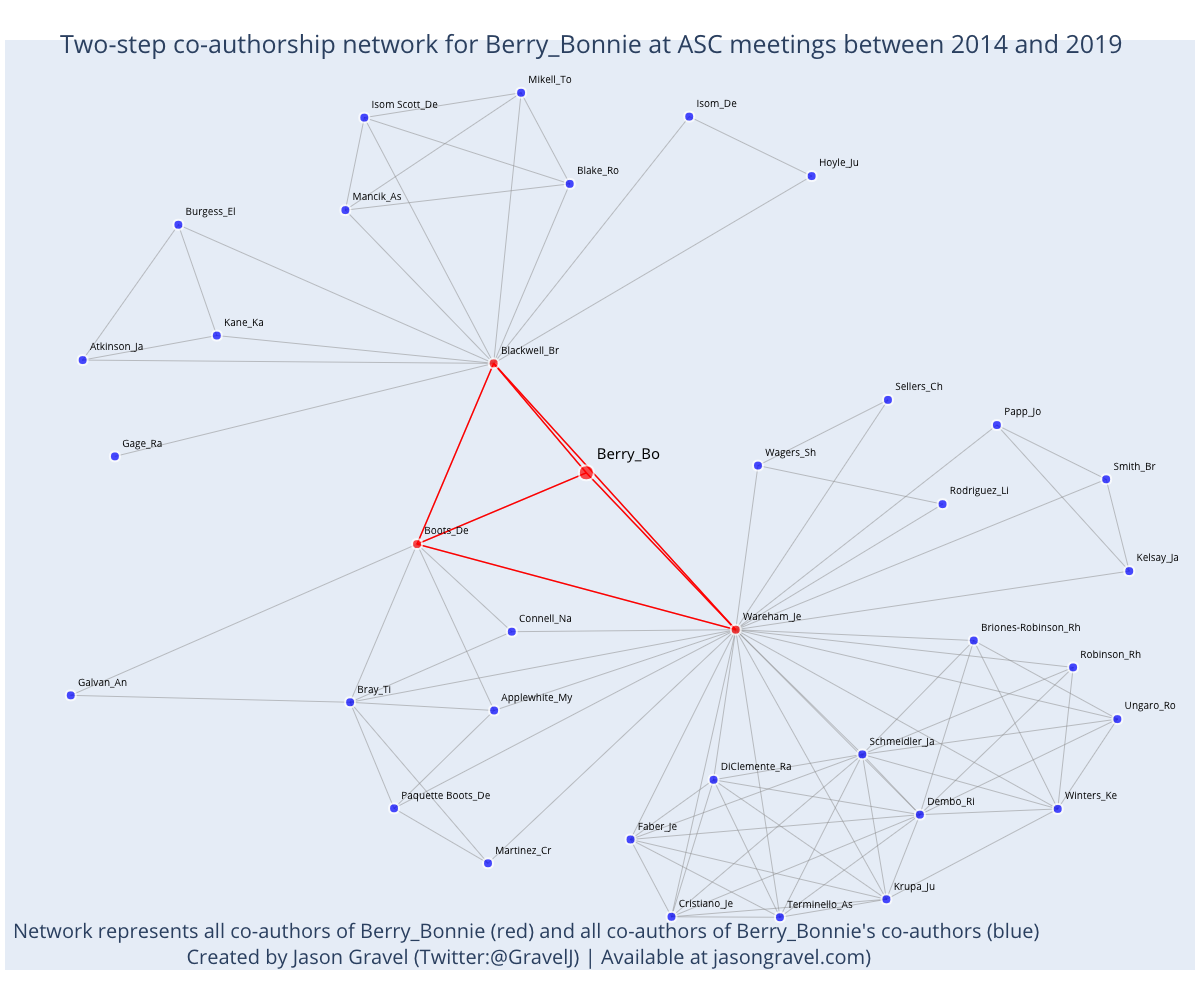 Two-step co-authorship network for Berry_Bonnie at ASC meetings between 2014 and 2019
Mikell_To
Isom Scott_De
Isom_De
Hoyle_Ju
Blake_Ro
Mancik_As
Burgess_El
Kane_Ka
Atkinson_Ja
Blackwell_Br
Sellers_Ch
Papp_Jo
Gage_Ra
Berry_Bo
Wagers_Sh
Smith_Br
Rodriguez_Li
Boots_De
Kelsay_Ja
Connell_Na
Wareham_Je
Briones-Robinson_Rh
Robinson_Rh
Galvan_An
Bray_Ti
Applewhite_My
Ungaro_Ro
Schmeidler_Ja
DiClemente_Ra
Paquette Boots_De
Dembo_Ri
Winters_Ke
Faber_Je
Martinez_Cr
Krupa_Ju
Cristiano_Je
Terminello_As
Network represents all co-authors of Berry_Bonnie (red) and all co-authors of Berry_Bonnie's co-authors (blue)
Created by Jason Gravel (Twitter:@GravelJ) | Available at jasongravel.com)